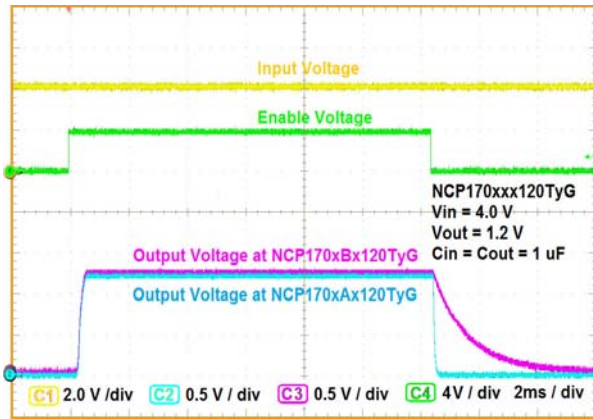 Input Voltage
Enable Voltage
NCP170xxx120TyG
Vin = 4.0 V
Vout = 1.2 V
Cin = Cout = 1 uF
Output Voltage at NCP170xBx120TyG
Output Voltage at NCP170xAx120TyG
C1 2.0 V /div C2 0.5 V / div C3 0.5 V / div C4 4V / div 2ms / div